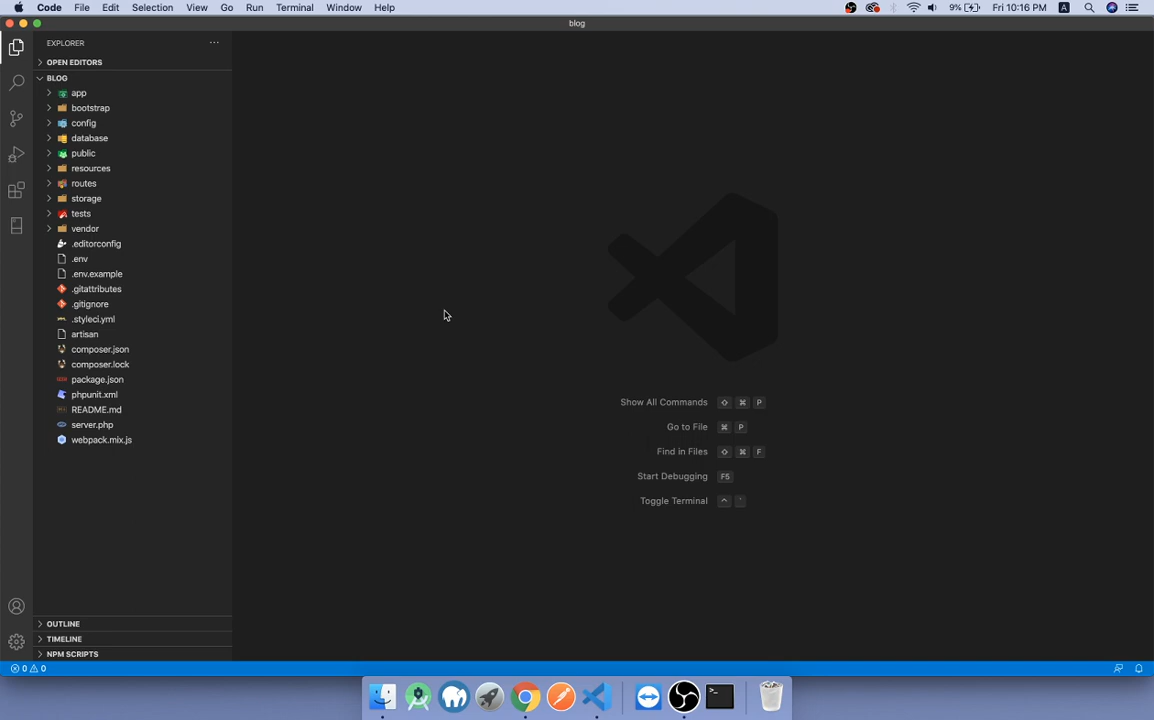 Code File Edit Selection View Go Run Terminal Window Help 9% Fri 10:16 PM A
blog
EXPLORER
OPEN EDITORS
BLOG
app
bootstrap
config
database
public
resources
routes
storage
tests
vendor
.editorconfig
.env
.env.example
.gitattributes
.gitignore
.styleci.yml
artisan
composer.json
composer.lock
package.json
phpunit.xml
README.md
server.php
webpack.mix.js
Show All Commands ⇧ ⌘ P
Go to File ⌘ P
Find in Files ⇧ ⌘ F
Start Debugging F5
Toggle Terminal ^ `
OUTLINE
TIMELINE
NPM SCRIPTS
0 0